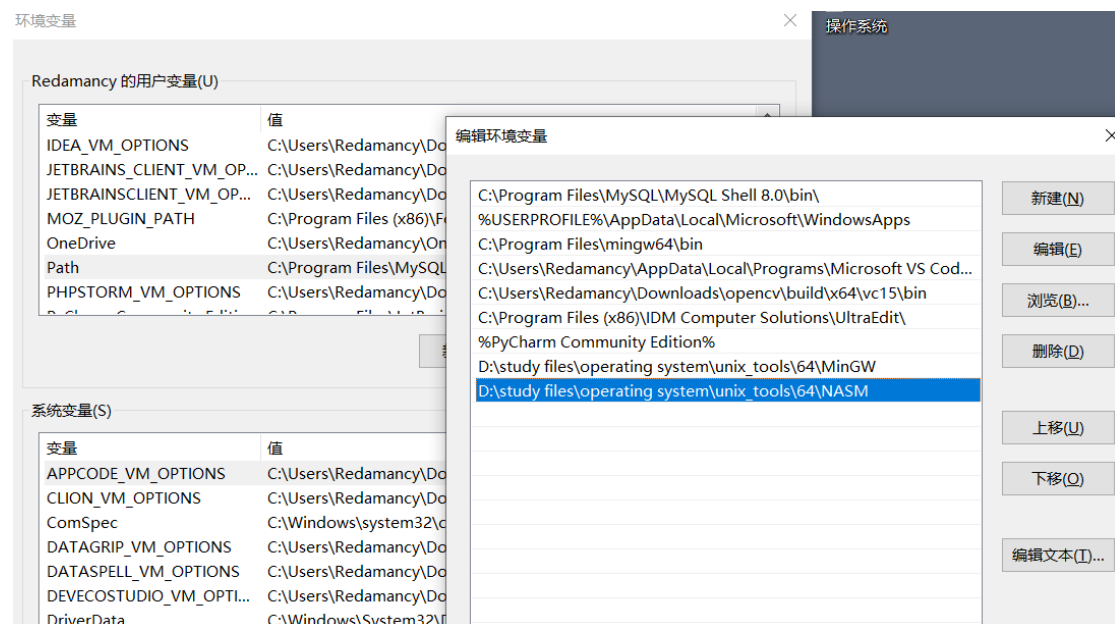 环境变量
操作系统
Redamancy 的用户变量(U)
变量 值
IDEA_VM_OPTIONS C:\Users\Redamancy\Do
JETBRAINS_CLIENT_VM_OP... C:\Users\Redamancy\Do
JETBRAINSCLIENT_VM_OP... C:\Users\Redamancy\Do
MOZ_PLUGIN_PATH C:\Program Files (x86)\Fo
OneDrive C:\Users\Redamancy\On
Path C:\Program Files\MySQL
PHPSTORM_VM_OPTIONS C:\Users\Redamancy\Do
系统变量(S)
变量 值
APPCODE_VM_OPTIONS C:\Users\Redamancy\Do
CLION_VM_OPTIONS C:\Users\Redamancy\Do
ComSpec C:\Windows\system32\c
DATAGRIP_VM_OPTIONS C:\Users\Redamancy\Do
DATASPELL_VM_OPTIONS C:\Users\Redamancy\Do
DEVECOSTUDIO_VM_OPTI... C:\Users\Redamancy\Do
DriverData C:\Windows\System32\D
编辑环境变量
C:\Program Files\MySQL\MySQL Shell 8.0\bin\
%USERPROFILE%\AppData\Local\Microsoft\WindowsApps
C:\Program Files\mingw64\bin
C:\Users\Redamancy\AppData\Local\Programs\Microsoft VS Cod...
C:\Users\Redamancy\Downloads\opencv\build\x64\vc15\bin
C:\Program Files (x86)\IDM Computer Solutions\UltraEdit\
%PyCharm Community Edition%
D:\study files\operating system\unix_tools\64\MinGW
D:\study files\operating system\unix_tools\64\NASM
新建(N)
编辑(E)
浏览(B)...
删除(D)
上移(U)
下移(O)
编辑文本(T)...